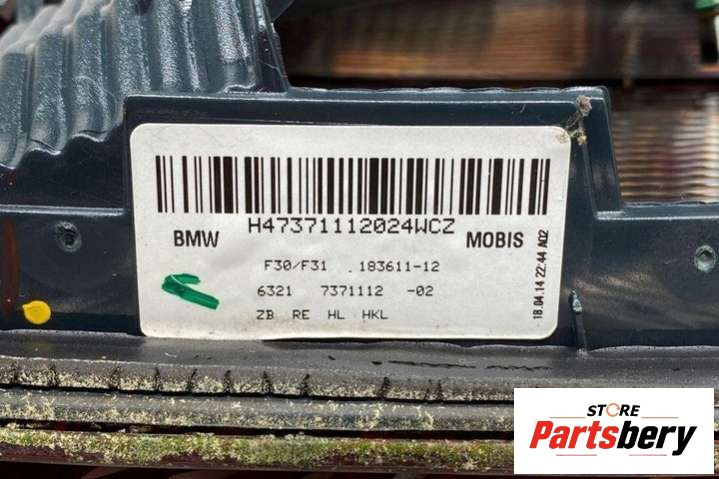 H47371112024WCZ
BMW MOBIS
F30/F31 .183611-12
6321 7371112 -02
ZB RE HL HKL
18.04.14 22:44 A02
STORE
Partsbery